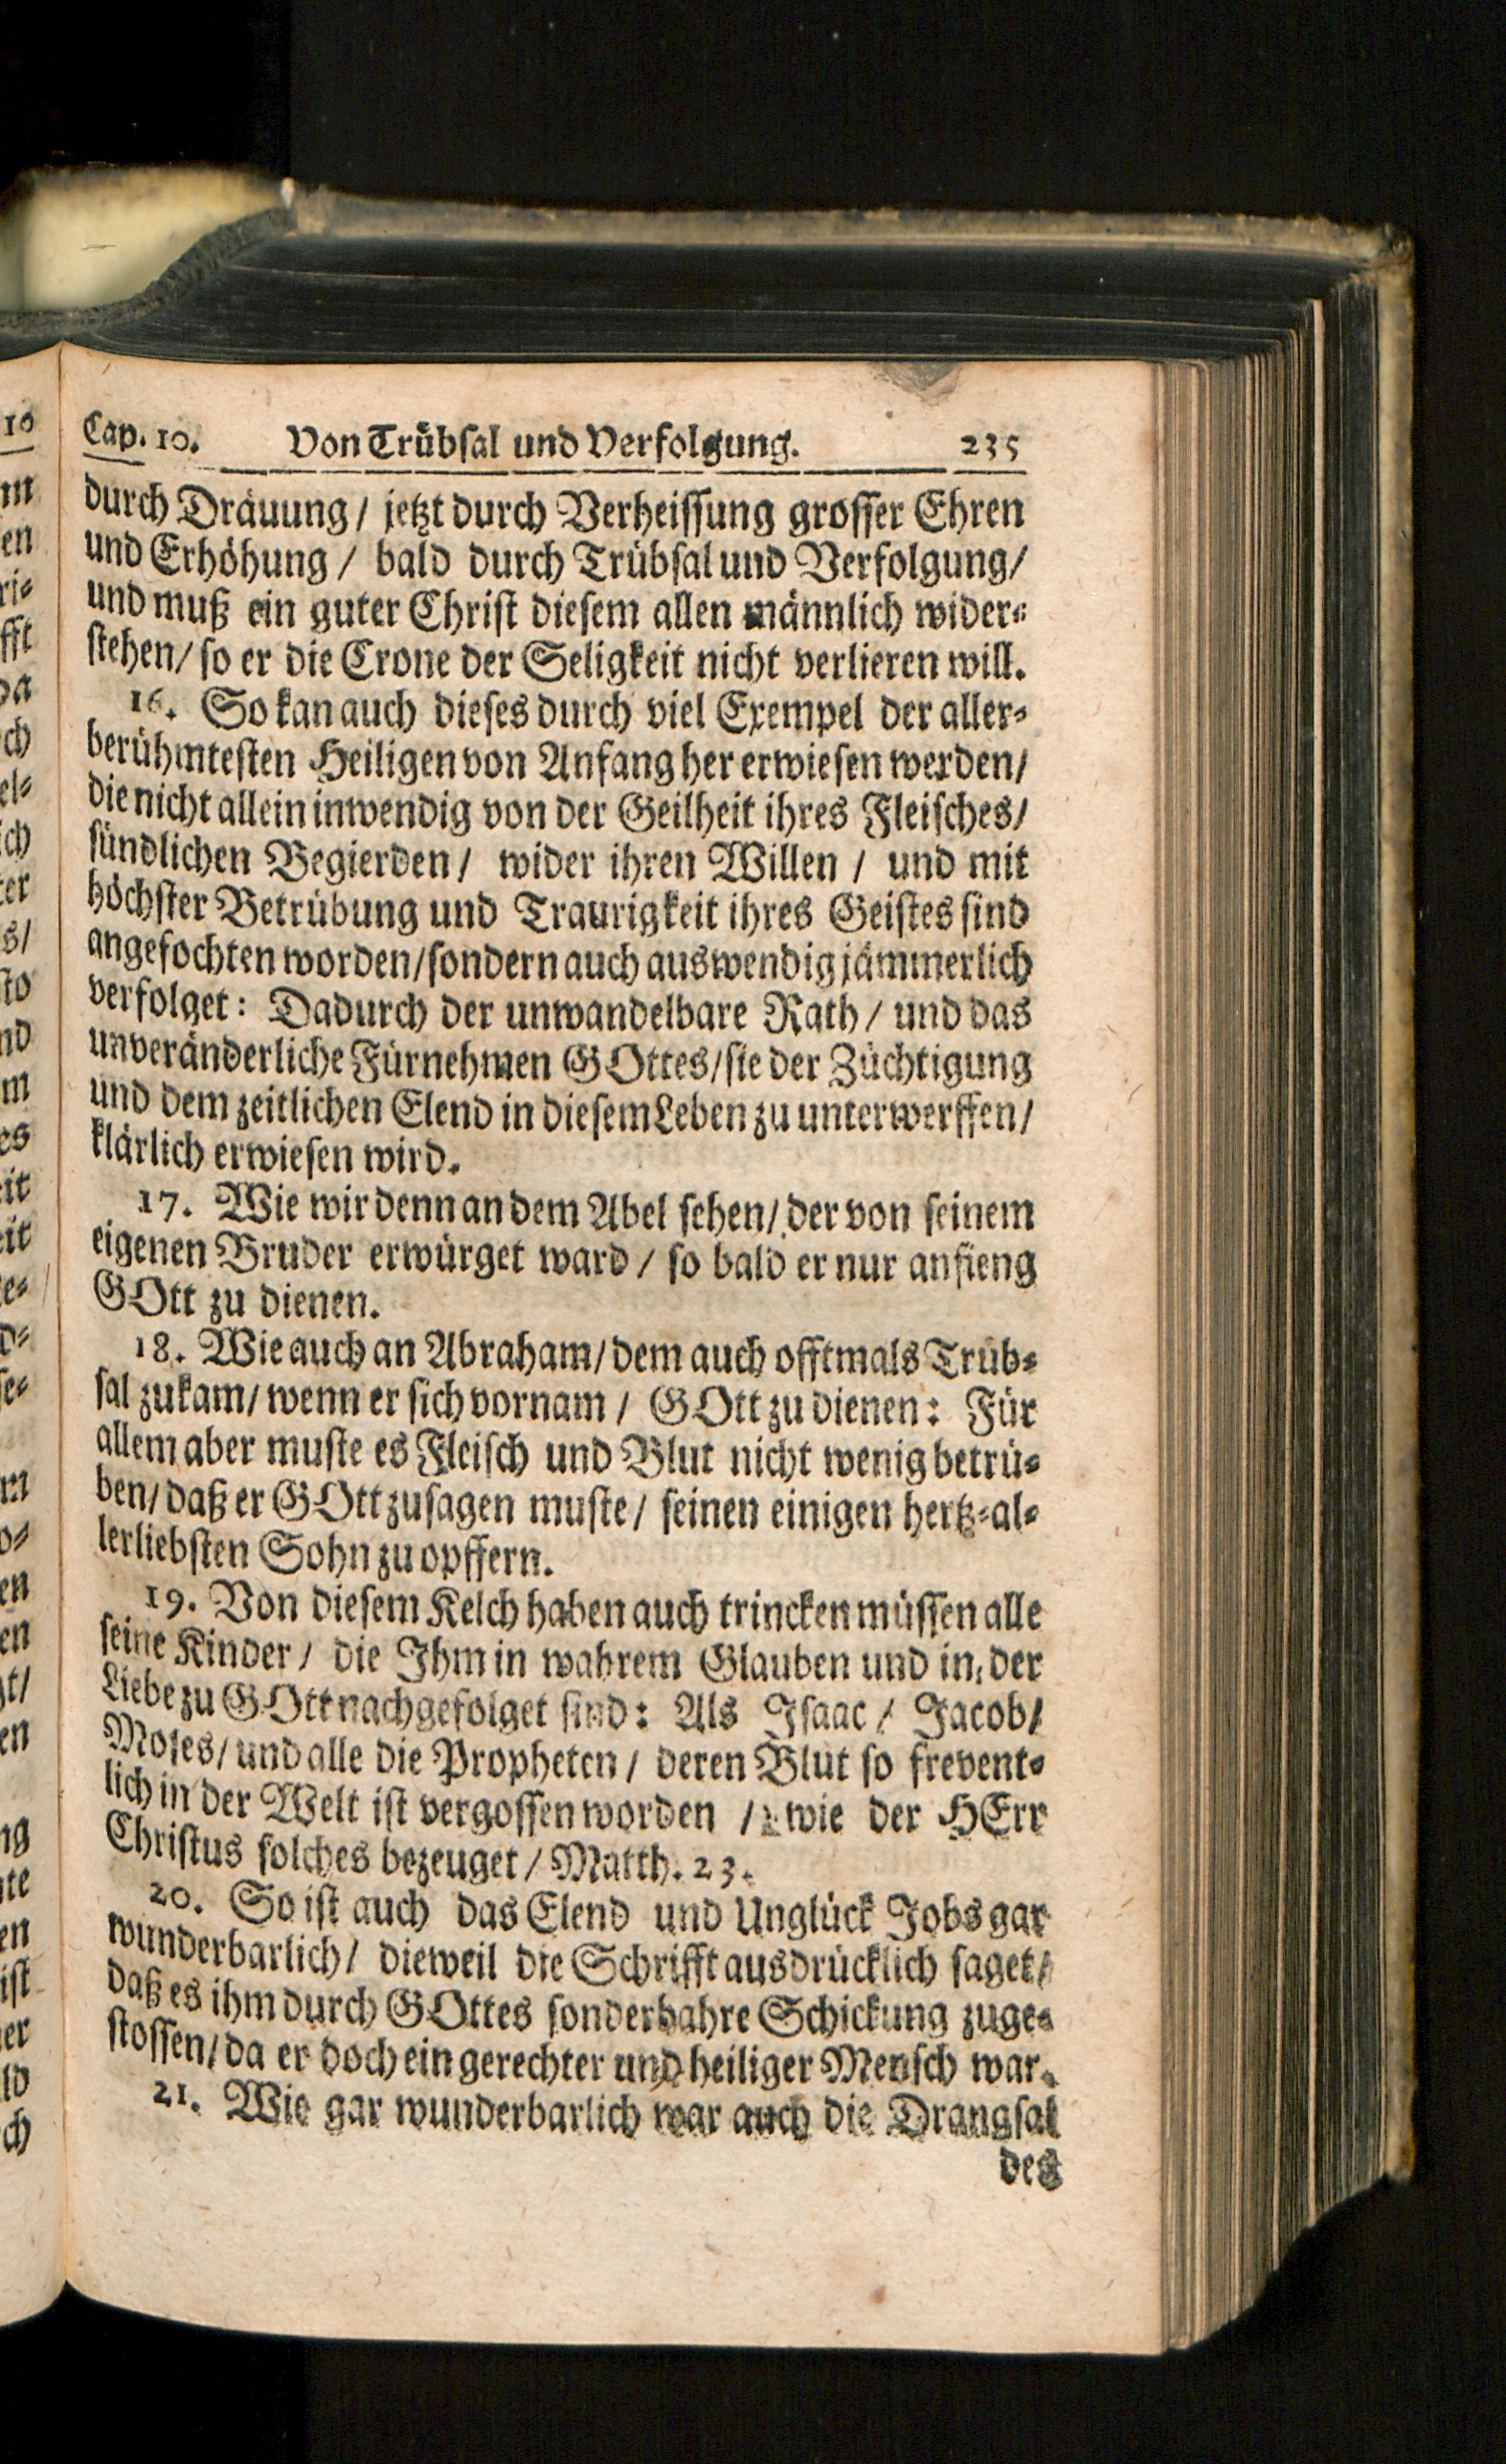 Cap. 10. Von Trübsal und Verfolgung. 235
durch Dräuung / jetzt durch Verheissung grosser Ehren
und Erhöhung / bald durch Trübsal und Verfolgung /
und muß ein guter Christ diesem allen männlich wider-
stehen / so er die Crone der Seligkeit nicht verlieren will.
16. So kan auch dieses durch viel Exempel der aller-
berühmtesten Heiligen von Anfang her erwiesen werden /
die nicht allein inwendig von der Geilheit ihres Fleisches /
sündlichen Begierden / wider ihren Willen / und mit
höchster Betrübung und Traurigkeit ihres Geistes sind
angefochten worden / sondern auch auswendig jämmerlich
verfolget: Dadurch der unwandelbare Rath / und das
unveränderliche Fürnehmen GOttes / sie der Züchtigung
und dem zeitlichen Elend in diesem Leben zu unterwerffen /
klärlich erwiesen wird.
17. Wie wir denn an dem Abel sehen / der von seinem
eigenen Bruder erwürget ward / so bald er nur anfieng
GOtt zu dienen.
18. Wie auch an Abraham / dem auch offtmals Trüb-
sal zukam / wenn er sich vornam / GOtt zu dienen: Für
allem aber muste es Fleisch und Blut nicht wenig betrü-
ben / daß er GOtt zusagen muste / seinen einigen hertz-al-
lerliebsten Sohn zu opffern.
19. Von diesem Kelch haben auch trincken müssen alle
seine Kinder / die Ihm in wahrem Glauben und in der
Liebe zu GOtt nachgefolget sind: Als Isaac / Jacob /
Moses / und alle die Propheten / deren Blut so frevent-
lich in der Welt ist vergossen worden / wie der HErr
Christus solches bezeuget / Matth. 23.
20. So ist auch das Elend und Unglück Jobs gar
wunderbarlich / dieweil die Schrifft ausdrücklich saget /
daß es ihm durch GOttes sonderbahre Schickung zuge-
stossen / da er doch ein gerechter und heiliger Mensch war.
21. Wie gar wunderbarlich war auch die Drangsal
des